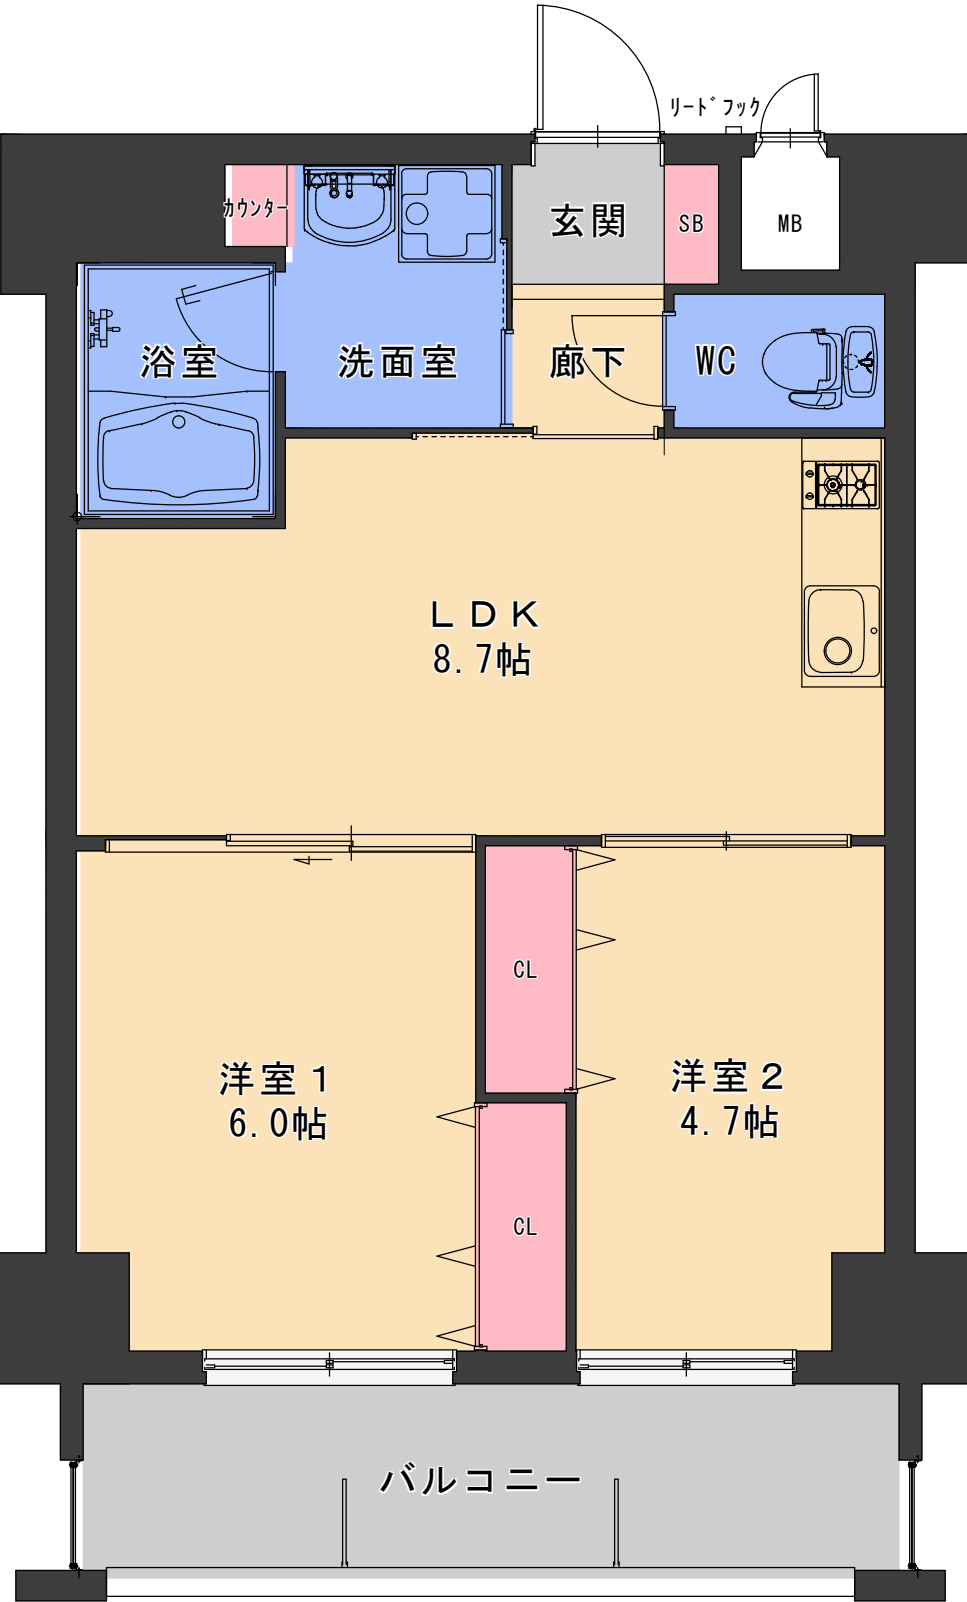 リードフック
カウンター
玄関
SB
MB
浴室
洗面室
廊下
WC
LDK
8.7帖
CL
洋室1
6.0帖
洋室2
4.7帖
CL
バルコニー